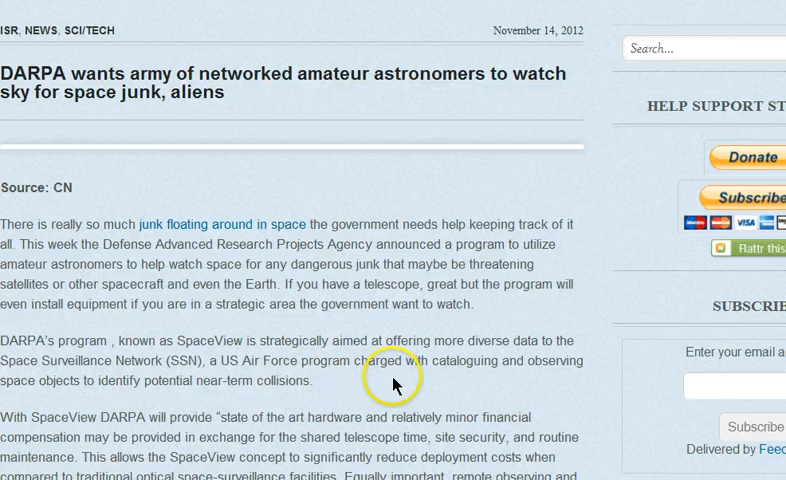 ISR, NEWS, SCI/TECH
November 14, 2012
DARPA wants army of networked amateur astronomers to watch
sky for space junk, aliens
Source: CN
There is really so much junk floating around in space the government needs help keeping track of it
all. This week the Defense Advanced Research Projects Agency announced a program to utilize
amateur astronomers to help watch space for any dangerous junk that maybe be threatening
satellites or other spacecraft and even the Earth. If you have a telescope, great but the program will
even install equipment if you are in a strategic area the government want to watch.
DARPA's program , known as SpaceView is strategically aimed at offering more diverse data to the
Space Surveillance Network (SSN), a US Air Force program charged with cataloguing and observing
space objects to identify potential near-term collisions.
With SpaceView DARPA will provide “state of the art hardware and relatively minor financial
compensation may be provided in exchange for the shared telescope time, site security, and routine
maintenance. This allows the SpaceView concept to significantly reduce deployment costs when
compared to traditional optical space-surveillance facilities. Equally important, remote observing and
Search...
HELP SUPPORT ST
Donate
Subscribe
VISA
Flattr this
SUBSCRIB
Enter your email a
Subscribe
Delivered by Feed